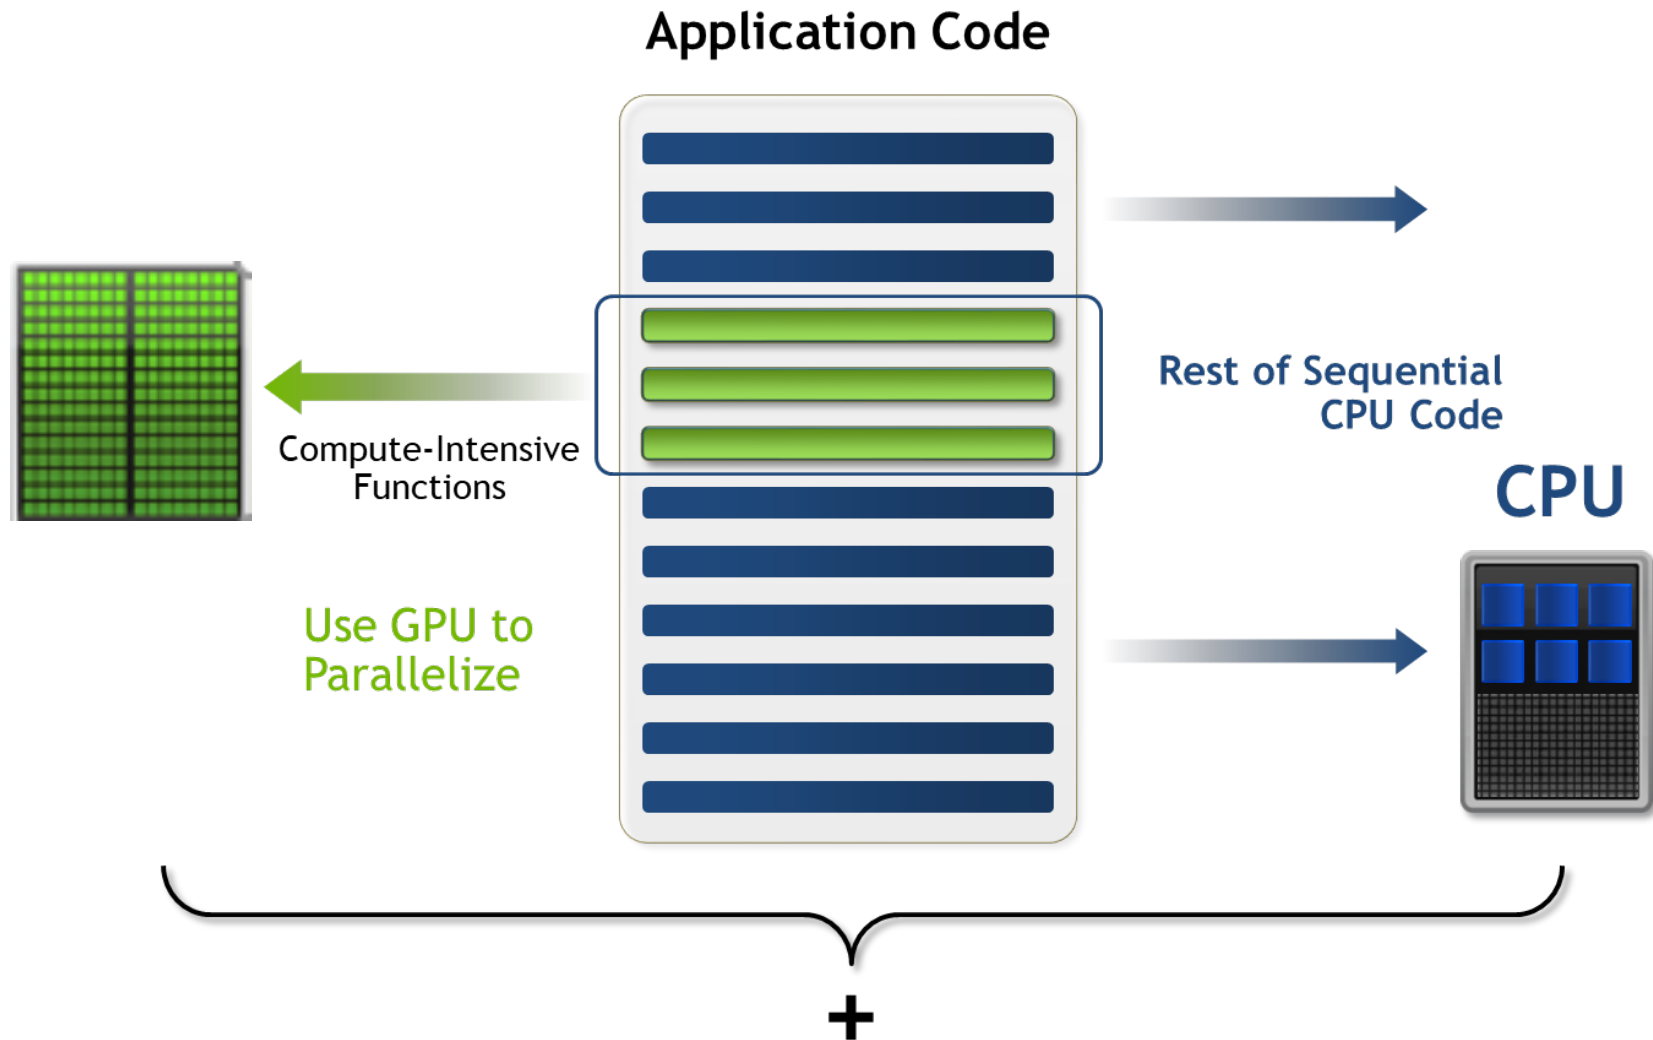 Application Code
Compute-Intensive
Functions
Use GPU to
Parallelize
Rest of Sequential
CPU Code
CPU
+